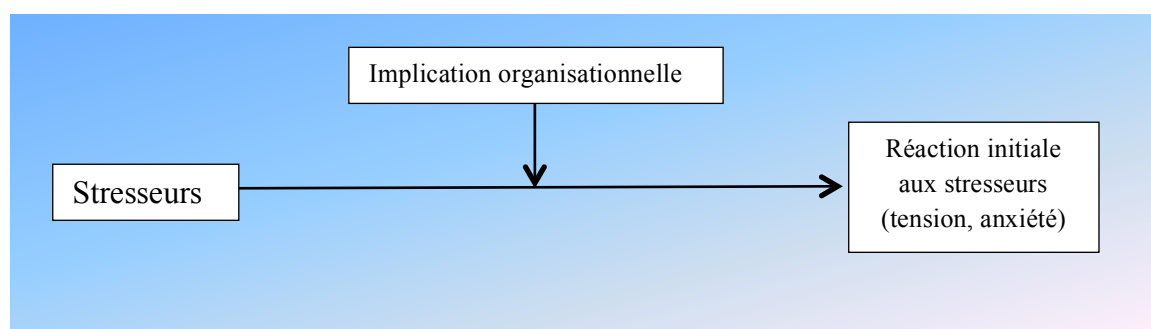 Implication organisationnelle
Stresseurs
Réaction initiale
aux stresseurs
(tension, anxiété)